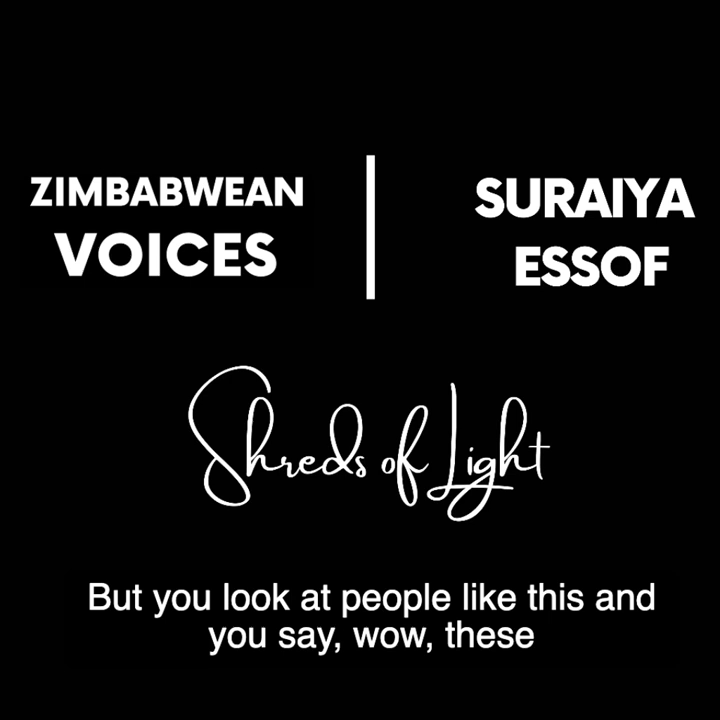 ZIMBABWEAN
VOICES
SURAIYA
ESSOF
Shreds of Light
But you look at people like this and
you say, wow, these